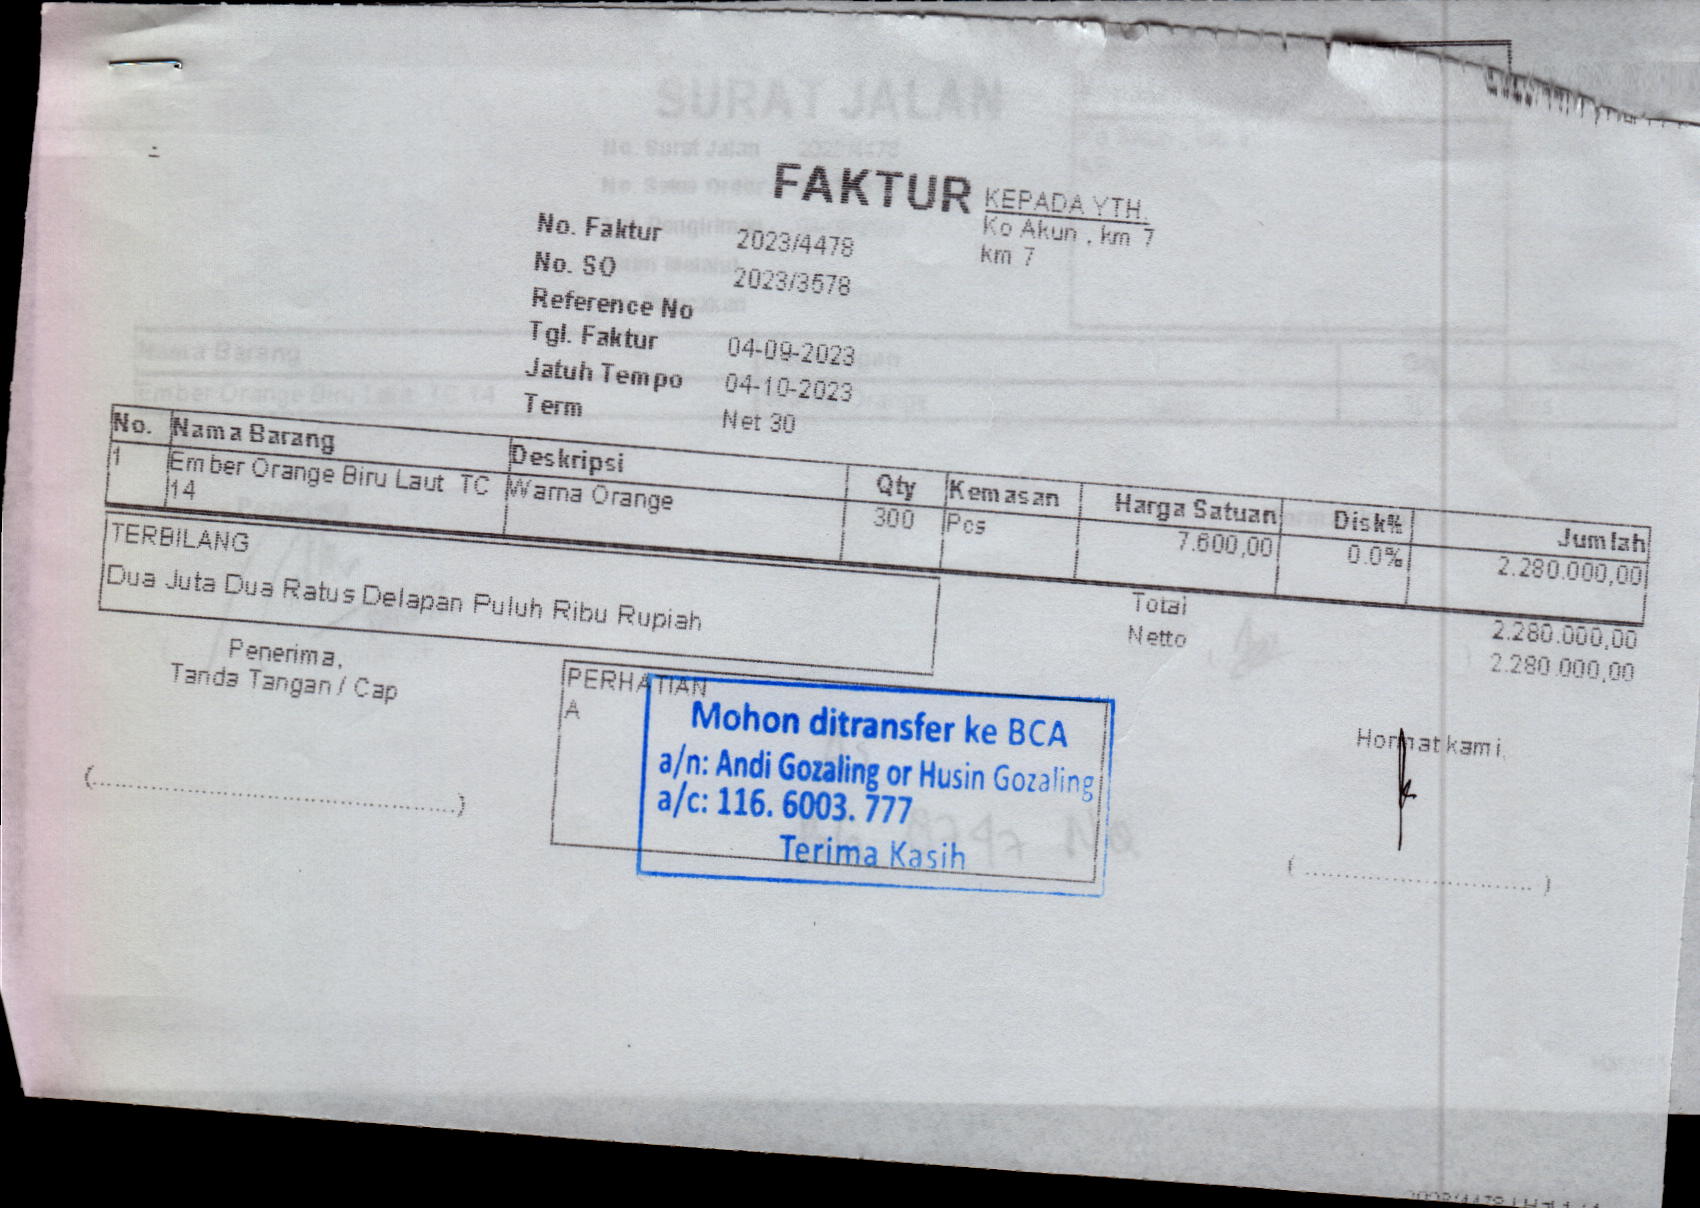 SURAT JALAN
FAKTUR
KEPADA YTH.
Ko Akun , km 7
km 7
No. Faktur 2023/4478
No. SO 2023/3578
Reference No
Tgl. Faktur 04-09-2023
Jatuh Tempo 04-10-2023
Term Net 30
No. Nama Barang Deskripsi Qty Kemasan Harga Satuan Disk% Jumlah
1 Ember Orange Biru Laut TC 14 Warna Orange 300 Pcs 7.600,00 0.0% 2.280.000,00
TERBILANG
Dua Juta Dua Ratus Delapan Puluh Ribu Rupiah
Total 2.280.000,00
Netto 2.280.000,00
Penerima,
Tanda Tangan / Cap
PERHATIAN
A
Mohon ditransfer ke BCA
a/n: Andi Gozaling or Husin Gozaling
a/c: 116. 6003. 777
Terima Kasih
Hormat kami,